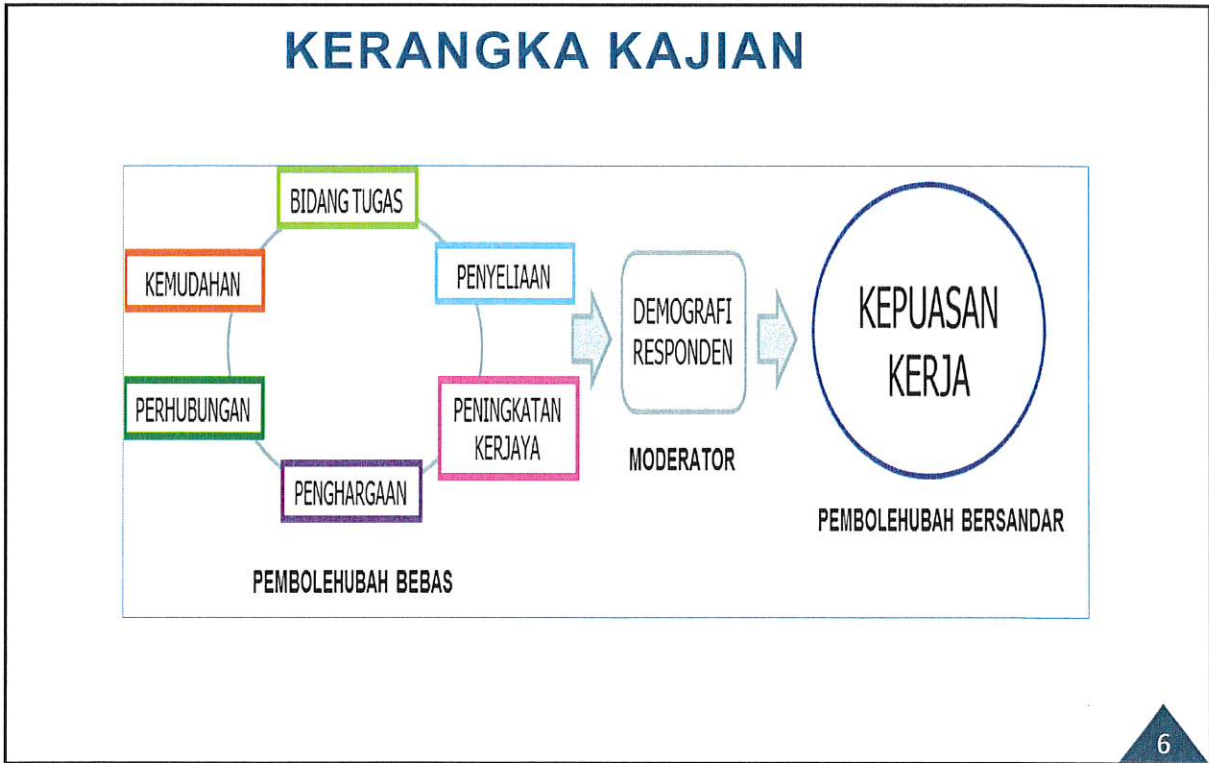 KERANGKA KAJIAN
BIDANG TUGAS
KEMUDAHAN
PENYELIAAN
PERHUBUNGAN
PENINGKATAN
KERJAYA
PENGHARGAAN
PEMBOLEHUBAH BEBAS
DEMOGRAFI
RESPONDEN
MODERATOR
KEPUASAN
KERJA
PEMBOLEHUBAH BERSANDAR
6